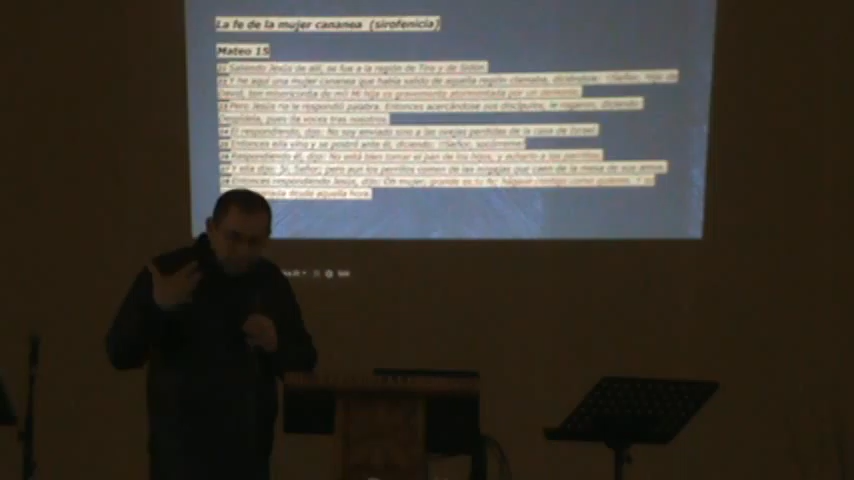 La fe de la mujer cananea (sirofenicia)
Mateo 15
21 Saliendo Jesús de allí, se fue a la región de Tiro y de Sidón
22 Y he aquí una mujer cananea que había salido de aquella región clamaba, diciéndole: ¡Señor, Hijo de
David, ten misericordia de mí! Mi hija es gravemente atormentada por un demonio
23 Pero Jesús no le respondió palabra. Entonces acercándose sus discípulos, le rogaron, diciendo
Despídela, pues da voces tras nosotros.
24 El respondiendo, dijo: No soy enviado sino a las ovejas perdidas de la casa de Israel
25 Entonces ella vino y se postró ante él, diciendo: ¡Señor, socórreme!
26 Respondiendo él, dijo: No está bien tomar el pan de los hijos, y echarlo a los perrillos
27 Y ella dijo: Sí, Señor; pero aun los perrillos comen de las migajas que caen de la mesa de sus amos
28 Entonces respondiendo Jesús, dijo: Oh mujer, grande es tu fe; hágase contigo como quieres. Y
desde aquella hora.